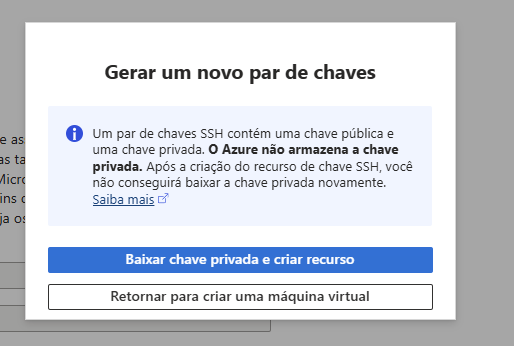 Gerar um novo par de chaves
Um par de chaves SSH contém uma chave pública e
uma chave privada. O Azure não armazena a chave
privada. Após a criação do recurso de chave SSH, você
não conseguirá baixar a chave privada novamente.
Saiba mais
Baixar chave privada e criar recurso
Retornar para criar uma máquina virtual